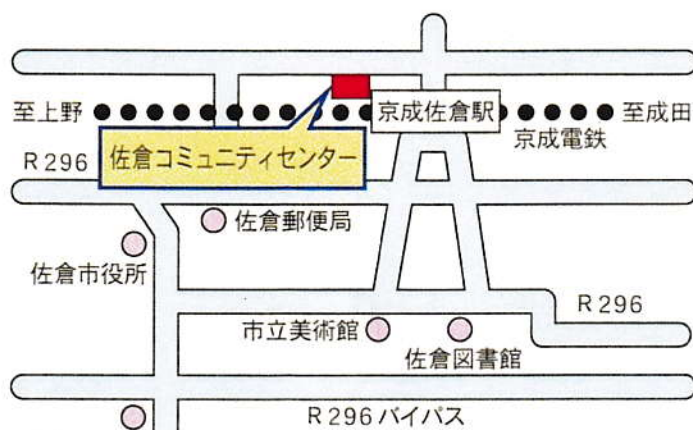 至上野
京成佐倉駅
至成田
京成電鉄
佐倉コミュニティセンター
R296
佐倉郵便局
佐倉市役所
R296
市立美術館
佐倉図書館
R296バイパス